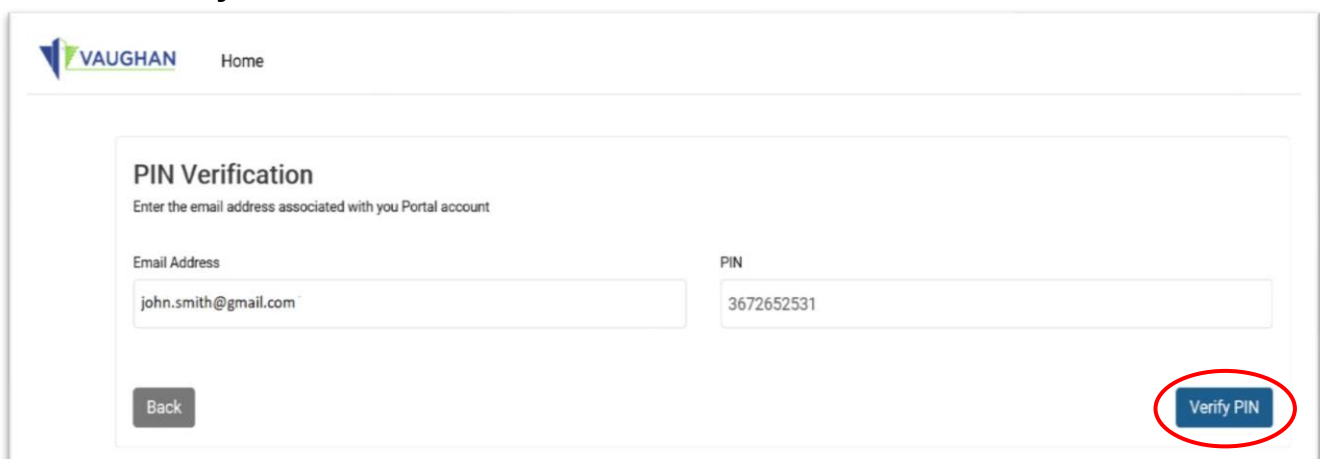 VAUGHAN Home
PIN Verification
Enter the email address associated with you Portal account
Email Address PIN
john.smith@gmail.com 3672652531
Back Verify PIN